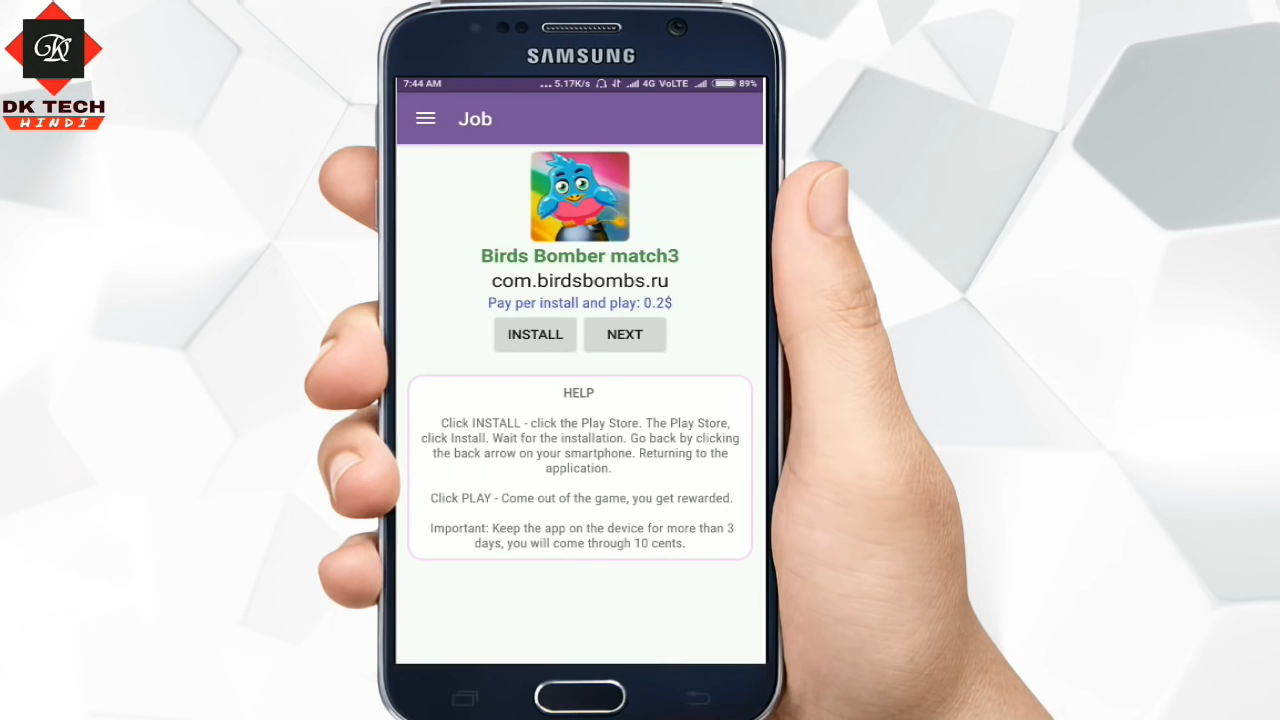 DK
DK TECH
HINDI
SAMSUNG
7:44 AM
... 5.17K/s 4G VoLTE 89%
Job
Birds Bomber match3
com.birdsbombs.ru
Pay per install and play: 0.2$
INSTALL NEXT
HELP
Click INSTALL - click the Play Store. The Play Store,
click Install. Wait for the installation. Go back by clicking
the back arrow on your smartphone. Returning to the
application.
Click PLAY - Come out of the game, you get rewarded.
Important: Keep the app on the device for more than 3
days, you will come through 10 cents.